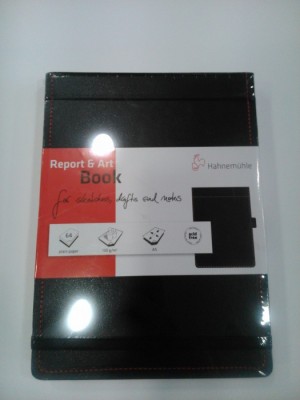 Report & Art
Book
Hahnemühle
for sketches, drafts and notes